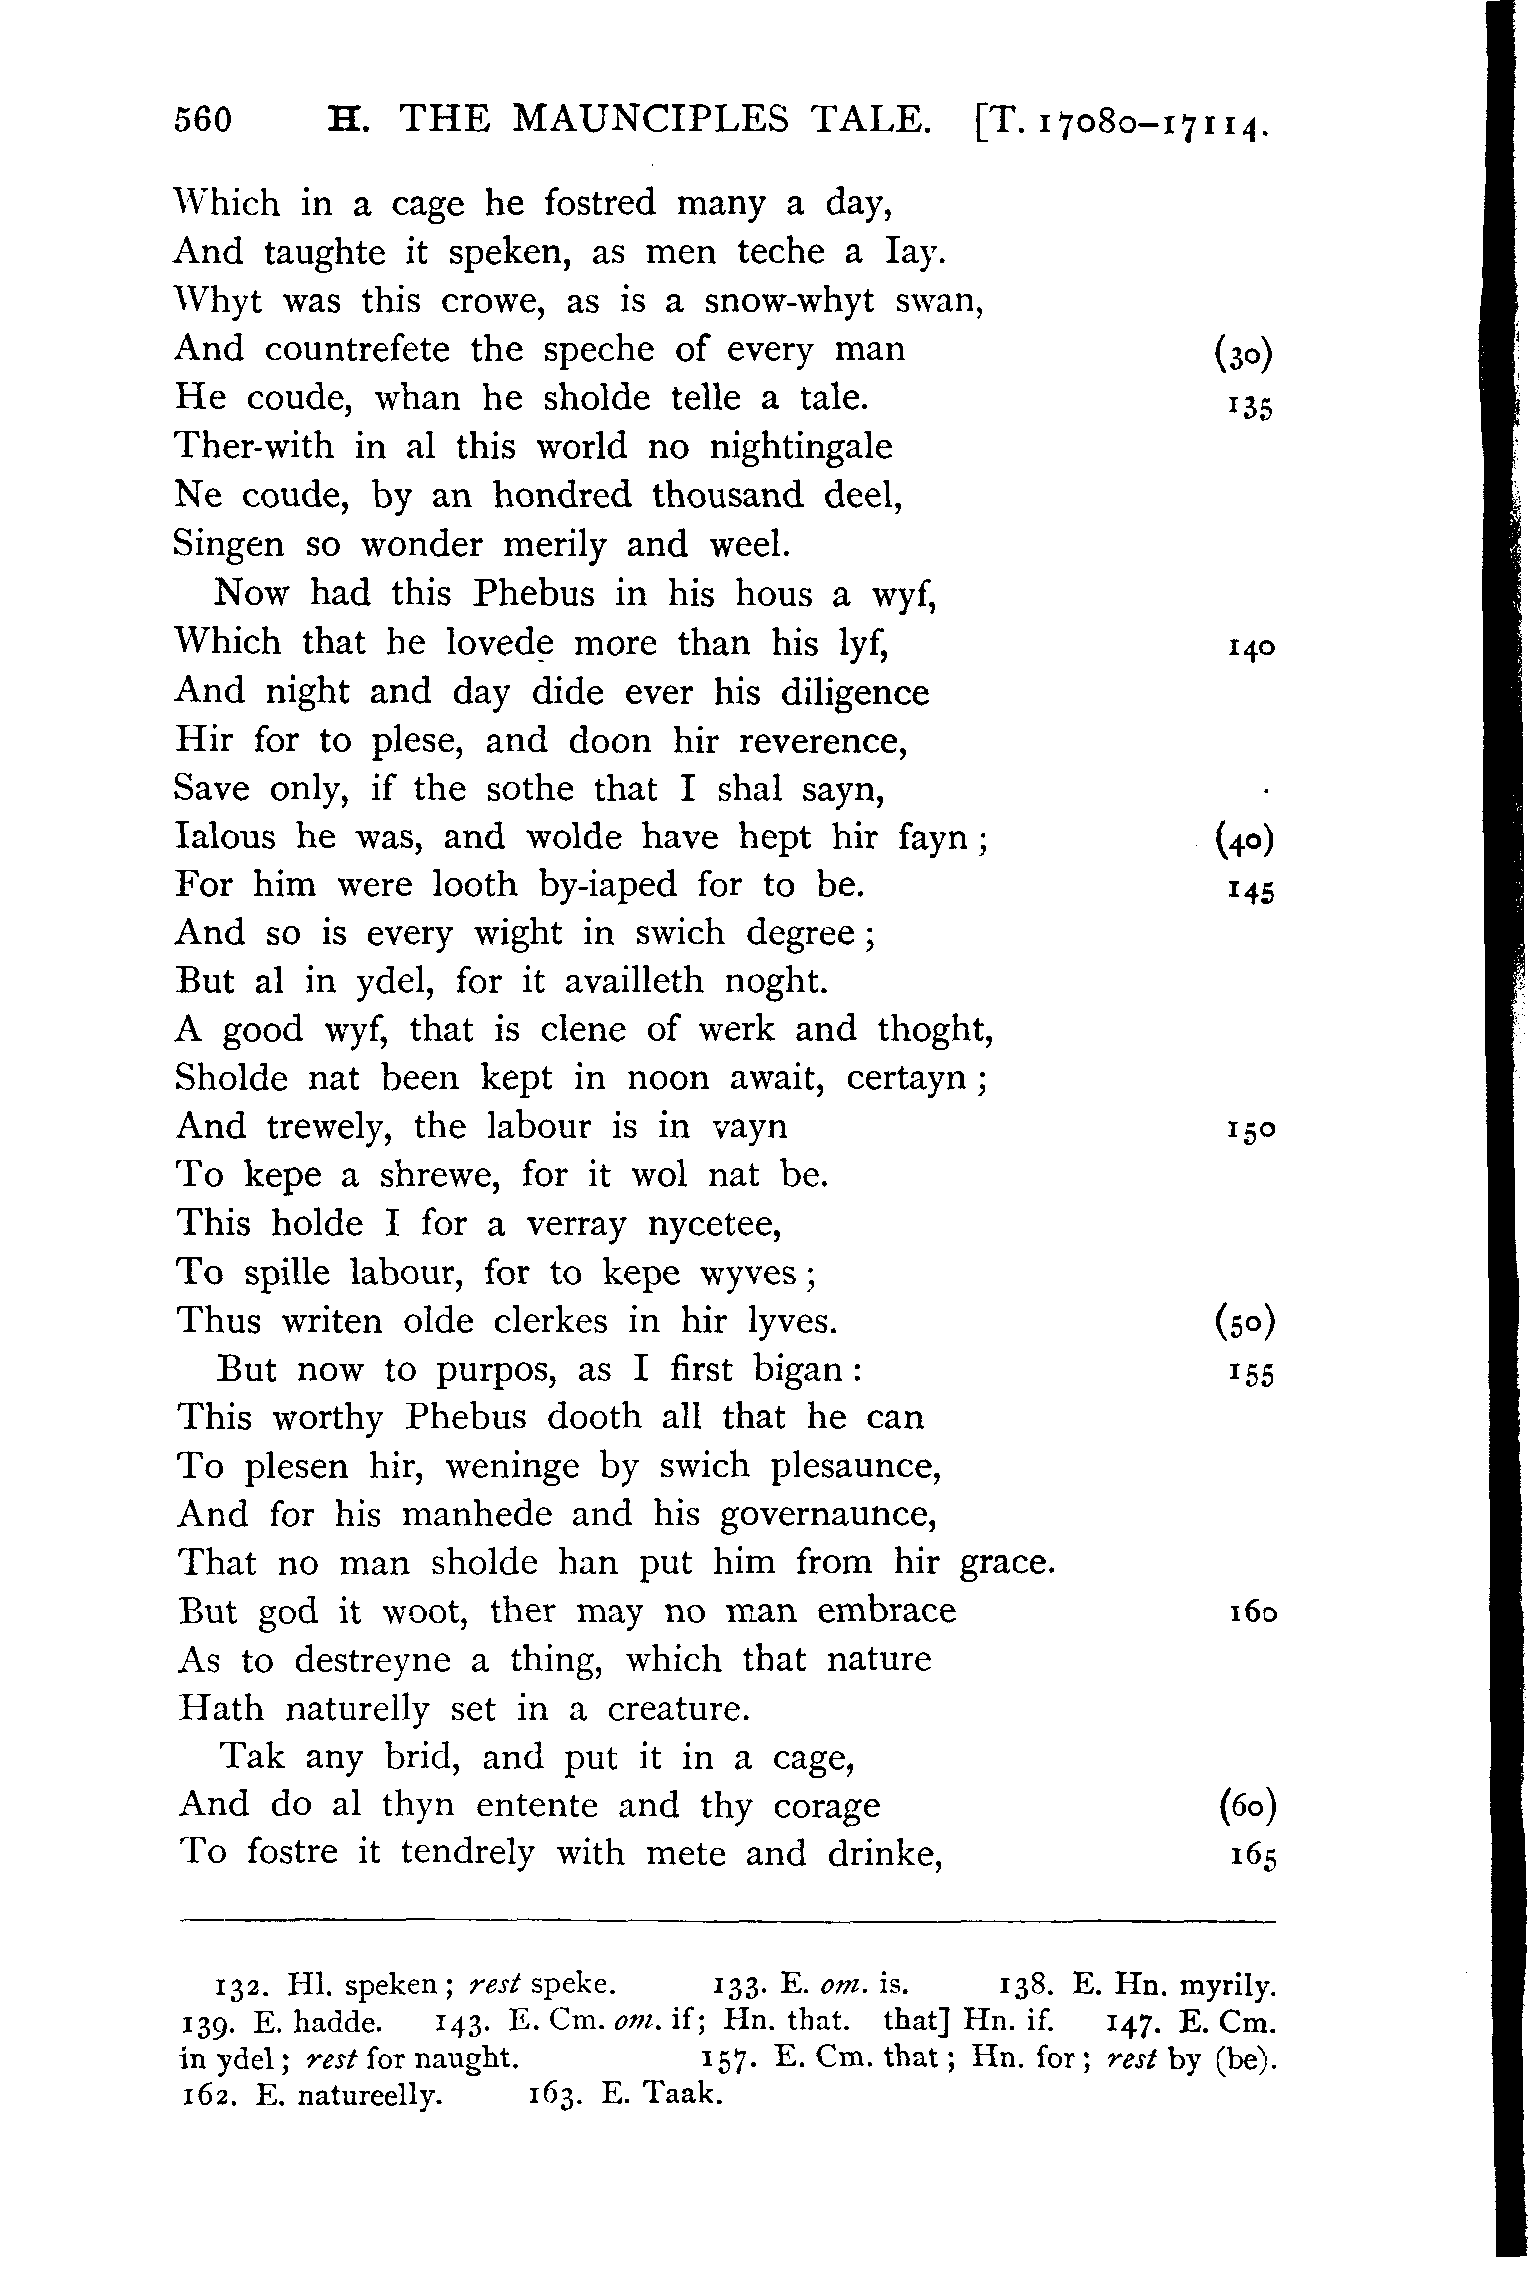 560 H. THE MAUNCIPLES TALE. [T. 17080–17114.
Which in a cage he fostred many a day,
And taughte it speken, as men teche a Iay.
Whyt was this crowe, as is a snow-whyt swan,
And countrefete the speche of every man (30)
He coude, whan he sholde telle a tale. 135
Ther-with in al this world no nightingale
Ne coude, by an hondred thousand deel,
Singen so wonder merily and weel.
Now had this Phebus in his hous a wyf,
Which that he lovede more than his lyf, 140
And night and day dide ever his diligence
Hir for to plese, and doon hir reverence,
Save only, if the sothe that I shal sayn,
Ialous he was, and wolde have hept hir fayn; (40)
For him were looth by-iaped for to be. 145
And so is every wight in swich degree;
But al in ydel, for it availleth noght.
A good wyf, that is clene of werk and thoght,
Sholde nat been kept in noon await, certayn;
And trewely, the labour is in vayn 150
To kepe a shrewe, for it wol nat be.
This holde I for a verray nycetee,
To spille labour, for to kepe wyves;
Thus writen olde clerkes in hir lyves. (50)
But now to purpos, as I first bigan: 155
This worthy Phebus dooth all that he can
To plesen hir, weninge by swich plesaunce,
And for his manhede and his governaunce,
That no man sholde han put him from hir grace.
But god it woot, ther may no man embrace 160
As to destreyne a thing, which that nature
Hath naturelly set in a creature.
Tak any brid, and put it in a cage,
And do al thyn entente and thy corage (60)
To fostre it tendrely with mete and drinke, 165
132. Hl. speken; rest speke. 133. E. om. is. 138. E. Hn. myrily.
139. E. hadde. 143. E. Cm. om. if; Hn. that. that] Hn. if. 147. E. Cm.
in ydel; rest for naught. 157. E. Cm. that; Hn. for; rest by (be).
162. E. natureelly. 163. E. Taak.